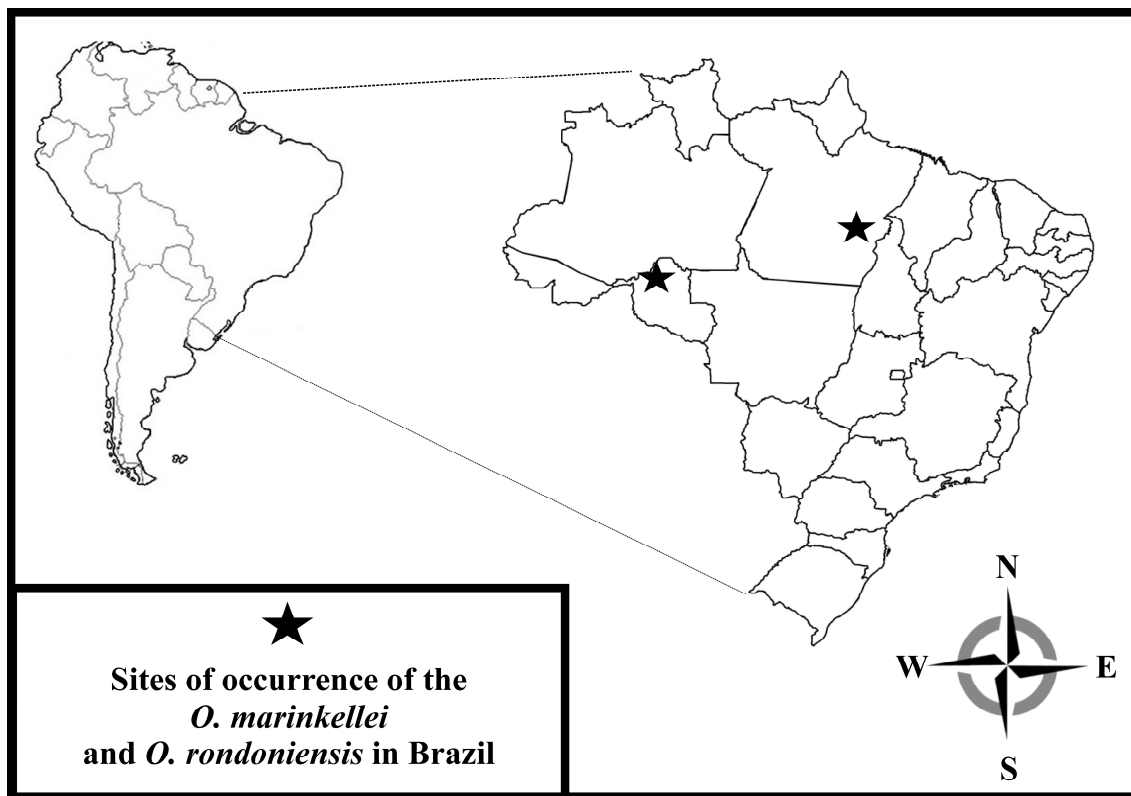 Sites of occurrence of the
O. marinkellei
and O. rondoniensis in Brazil
N
W
E
S